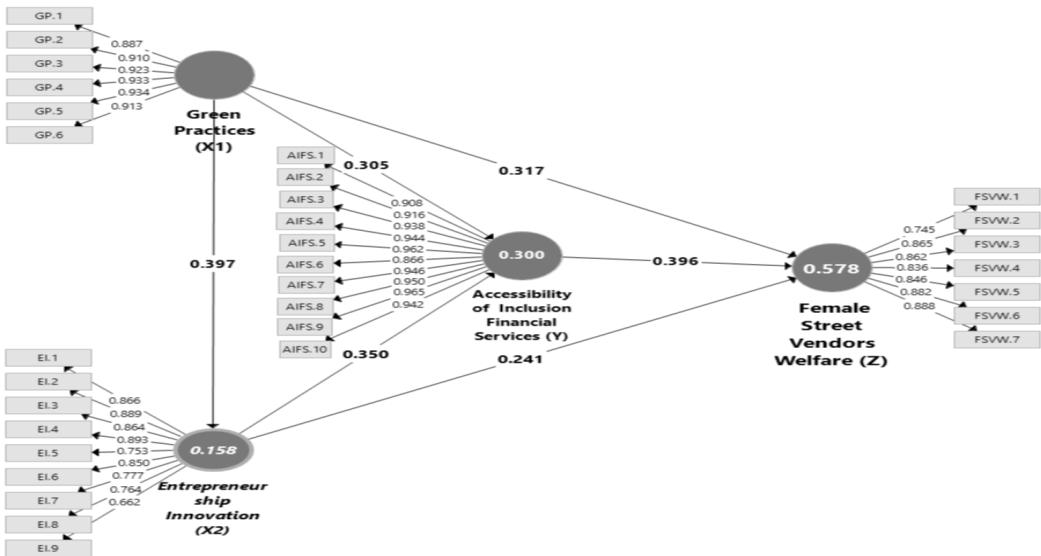 GP.1
GP.2
GP.3
GP.4
GP.5
GP.6
0.887
0.910
0.923
0.933
0.934
0.913
Green
Practices
(X1)
0.305
0.317
0.397
AIFS.1
AIFS.2
AIFS.3
AIFS.4
AIFS.5
AIFS.6
AIFS.7
AIFS.8
AIFS.9
AIFS.10
0.908
0.916
0.938
0.944
0.962
0.866
0.946
0.950
0.965
0.942
0.300
Accessibility
of Inclusion
Financial
Services (Y)
0.396
0.350
0.241
0.578
Female
Street
Vendors
Welfare (Z)
0.745
0.865
0.862
0.836
0.846
0.882
0.888
FSVW.1
FSVW.2
FSVW.3
FSVW.4
FSVW.5
FSVW.6
FSVW.7
EI.1
EI.2
EI.3
EI.4
EI.5
EI.6
EI.7
EI.8
EI.9
0.866
0.889
0.864
0.893
0.753
0.850
0.777
0.764
0.662
0.158
Entrepreneur
ship
Innovation
(X2)